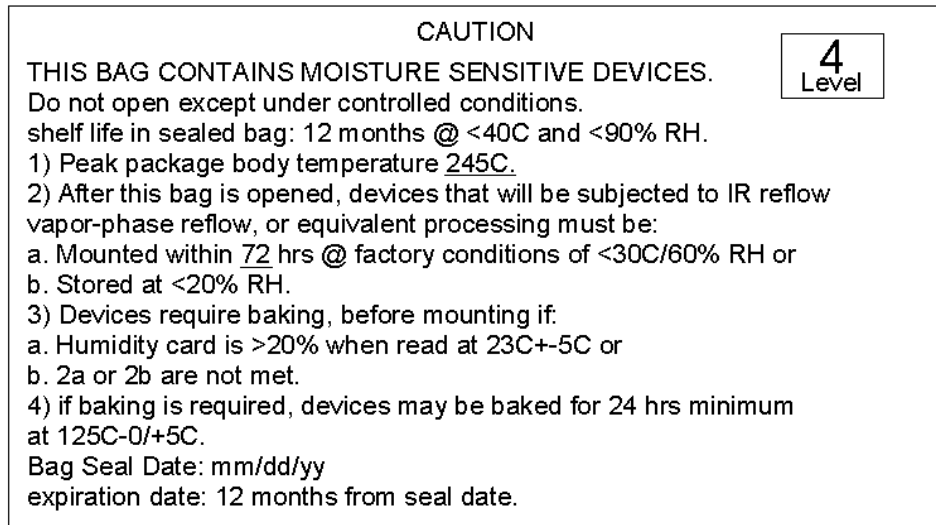 CAUTION
4
Level
THIS BAG CONTAINS MOISTURE SENSITIVE DEVICES.
Do not open except under controlled conditions.
shelf life in sealed bag: 12 months @ <40C and <90% RH.
1) Peak package body temperature 245C.
2) After this bag is opened, devices that will be subjected to IR reflow
vapor-phase reflow, or equivalent processing must be:
a. Mounted within 72 hrs @ factory conditions of <30C/60% RH or
b. Stored at <20% RH.
3) Devices require baking, before mounting if:
a. Humidity card is >20% when read at 23C+-5C or
b. 2a or 2b are not met.
4) if baking is required, devices may be baked for 24 hrs minimum
at 125C-0/+5C.
Bag Seal Date: mm/dd/yy
expiration date: 12 months from seal date.